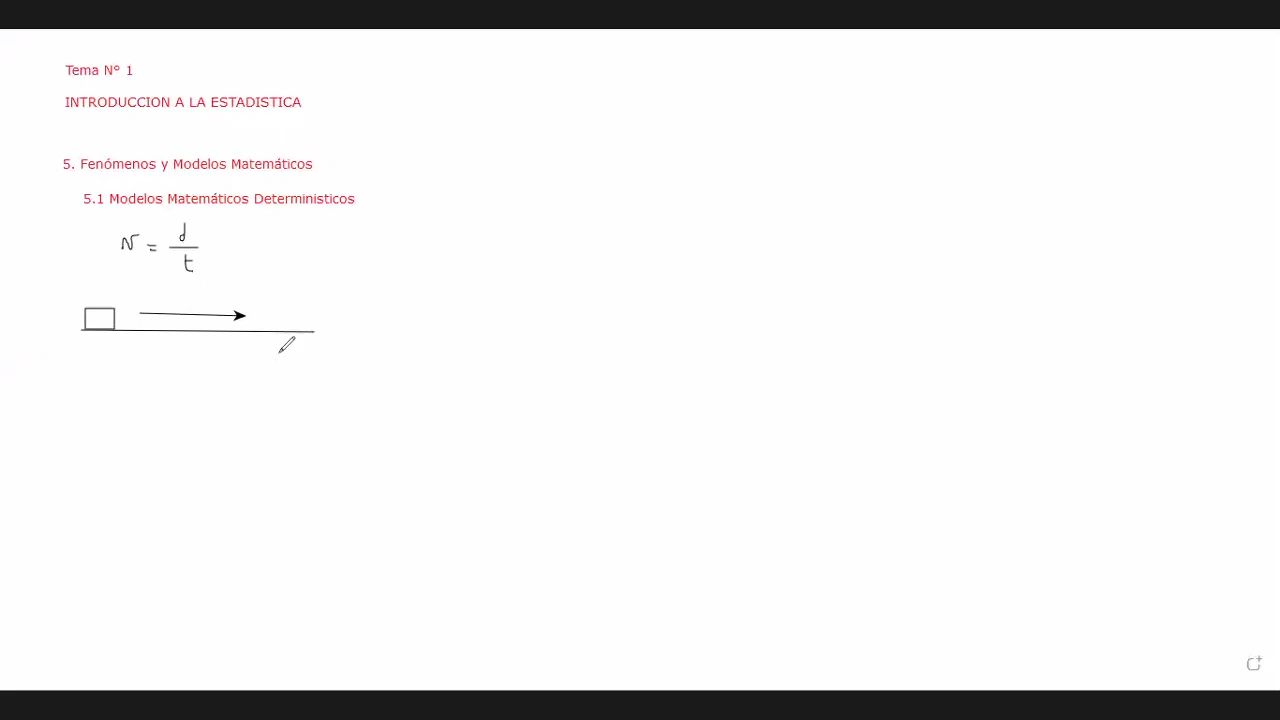 Tema N° 1
INTRODUCCION A LA ESTADISTICA
5. Fenómenos y Modelos Matemáticos
5.1 Modelos Matemáticos Deterministicos
v = d / t